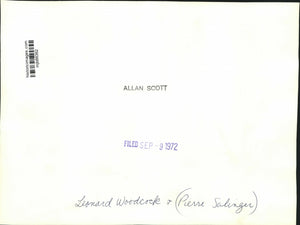 ALLAN SCOTT
FILED SEP - 9 1972
Leonard Woodcock & (Pierre Salinger)